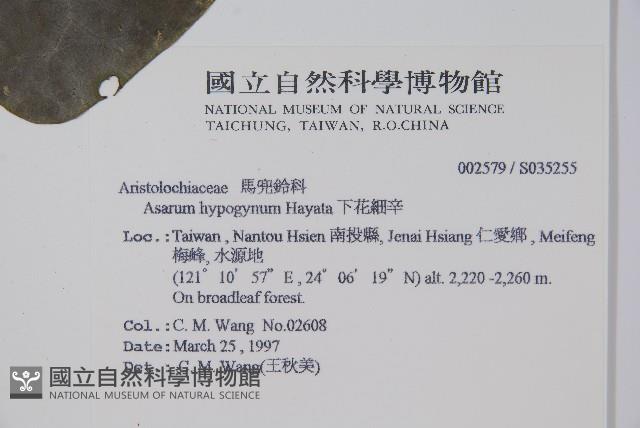 國立自然科學博物館
NATIONAL MUSEUM OF NATURAL SCIENCE
TAICHUNG, TAIWAN, R.O.CHINA
002579 / S035255
Aristolochiaceae 馬兜鈴科
Asarum hypogynum Hayata 下花細辛
Loc.:Taiwan , Nantou Hsien 南投縣, Jenai Hsiang 仁愛鄉 , Meifeng
梅峰, 水源地
(121° 10′ 57” E , 24° 06′ 19” N) alt. 2,220 -2,260 m.
On broadleaf forest.
Col.:C. M. Wang No.02608
Date:March 25 , 1997
Det.: C. M. Wang(王秋美)
國立自然科學博物館
NATIONAL MUSEUM OF NATURAL SCIENCE